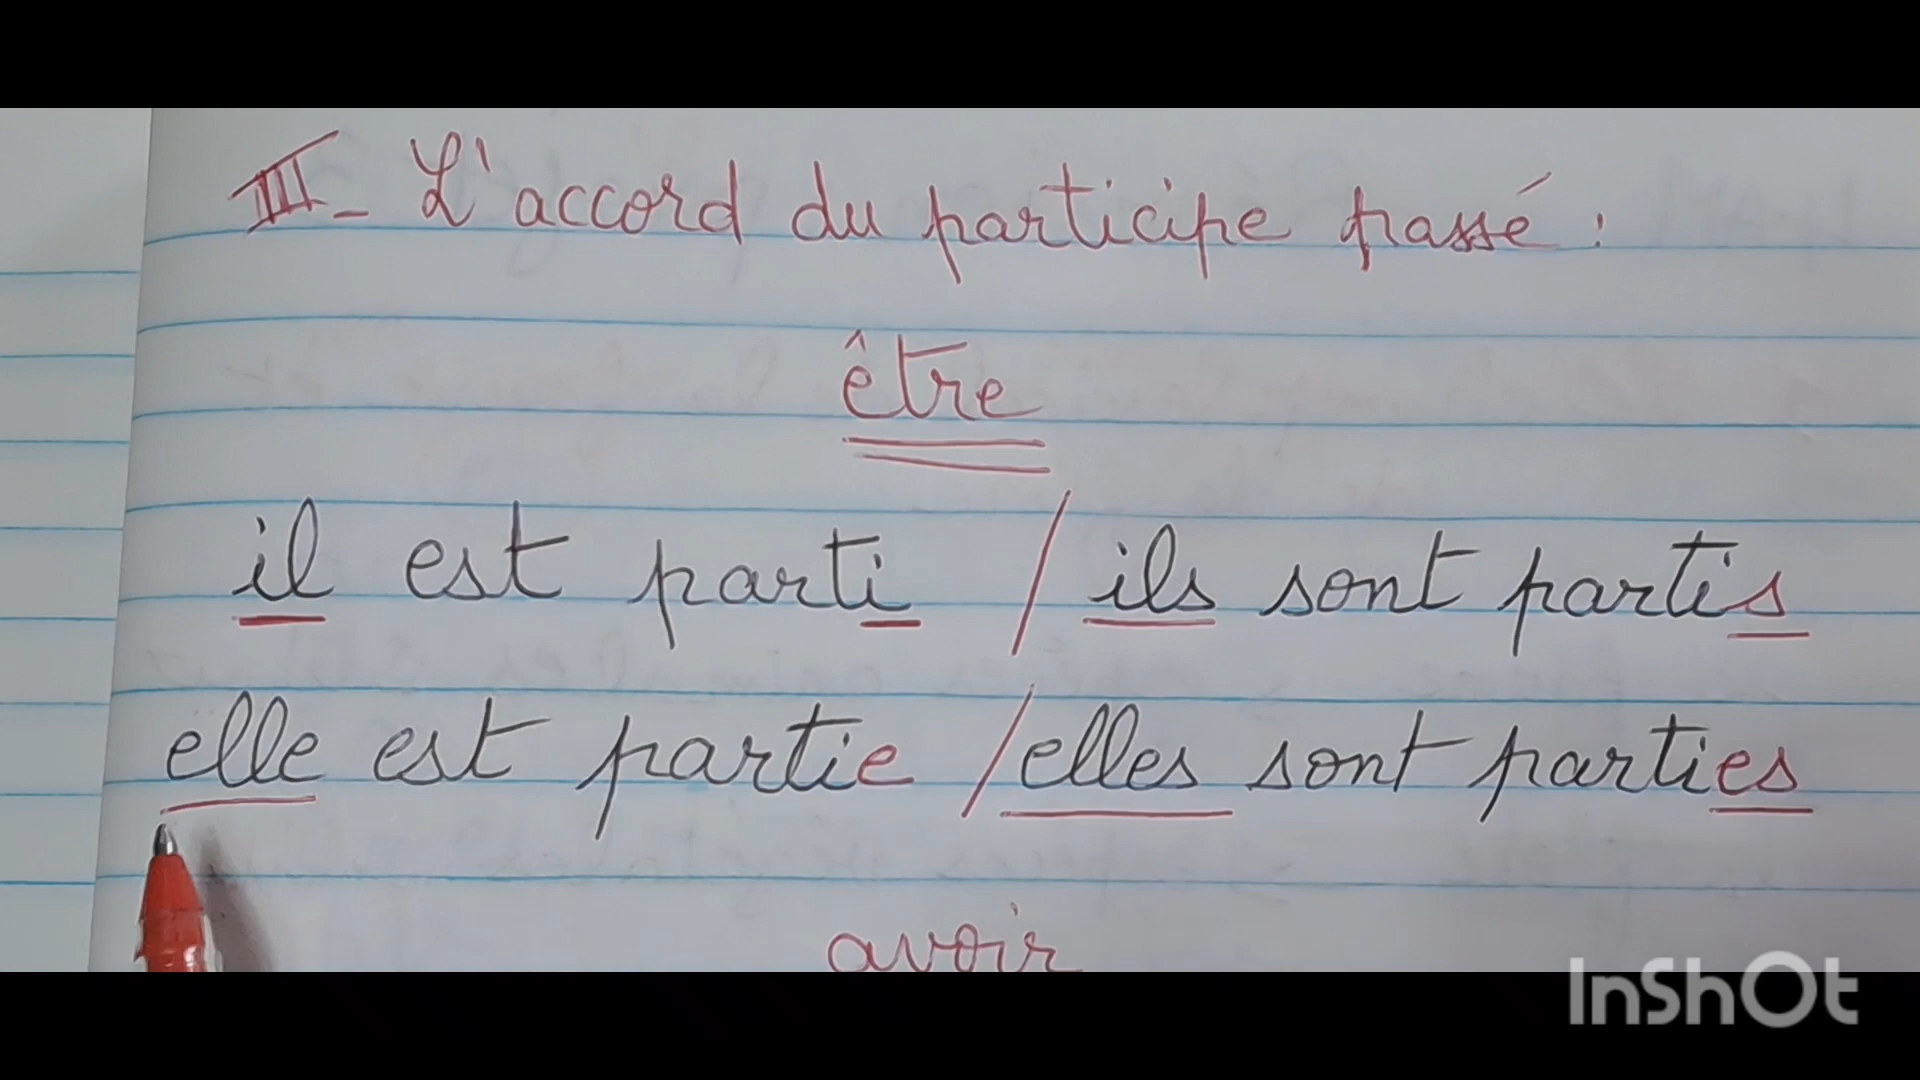 III- L'accord du participe passé :
être
il est parti / ils sont partis
elle est partie / elles sont parties
avoir
InShOt